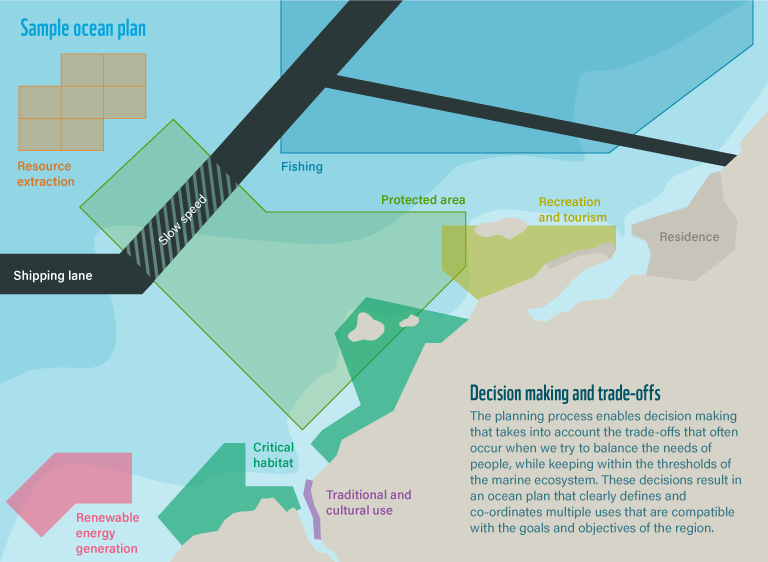 Sample ocean plan
Resource
extraction
Fishing
Protected area
Recreation
and tourism
Residence
Slow speed
Shipping lane
Decision making and trade-offs
The planning process enables decision making
that takes into account the trade-offs that often
occur when we try to balance the needs of
people, while keeping within the thresholds of
the marine ecosystem. These decisions result in
an ocean plan that clearly defines and
co-ordinates multiple uses that are compatible
with the goals and objectives of the region.
Critical
habitat
Traditional and
cultural use
Renewable
energy
generation